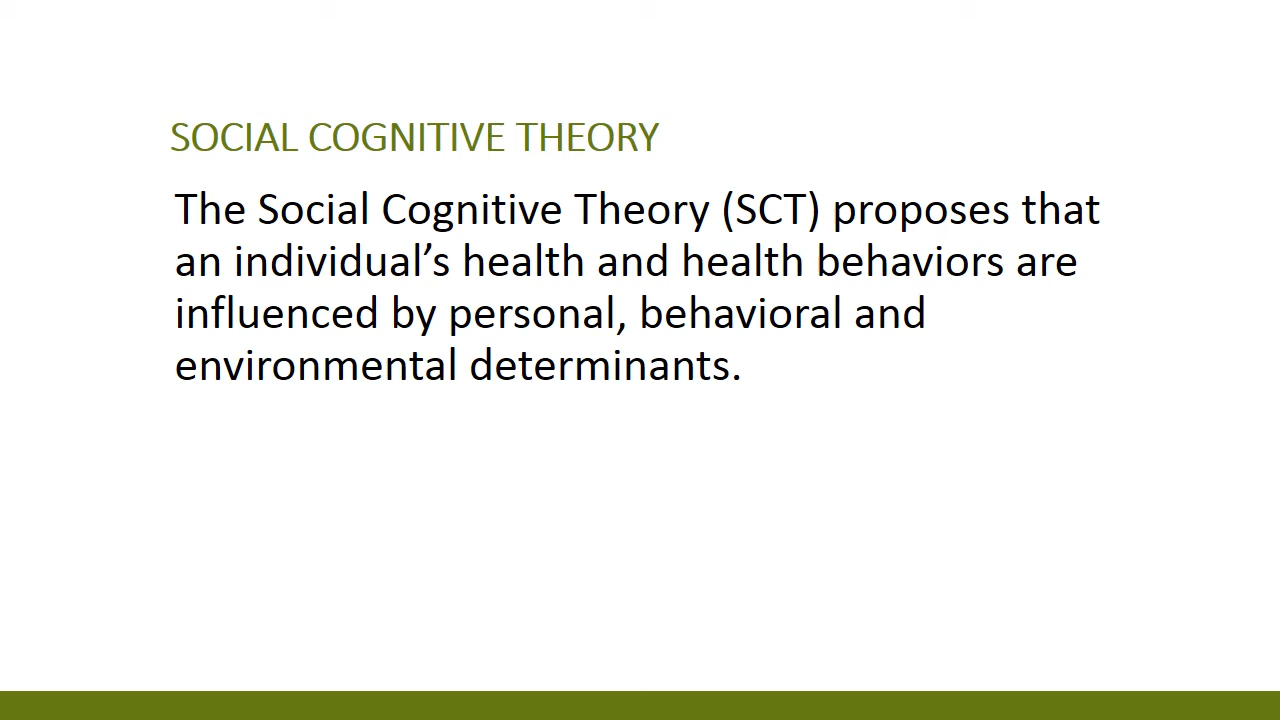 SOCIAL COGNITIVE THEORY
The Social Cognitive Theory (SCT) proposes that
an individual’s health and health behaviors are
influenced by personal, behavioral and
environmental determinants.